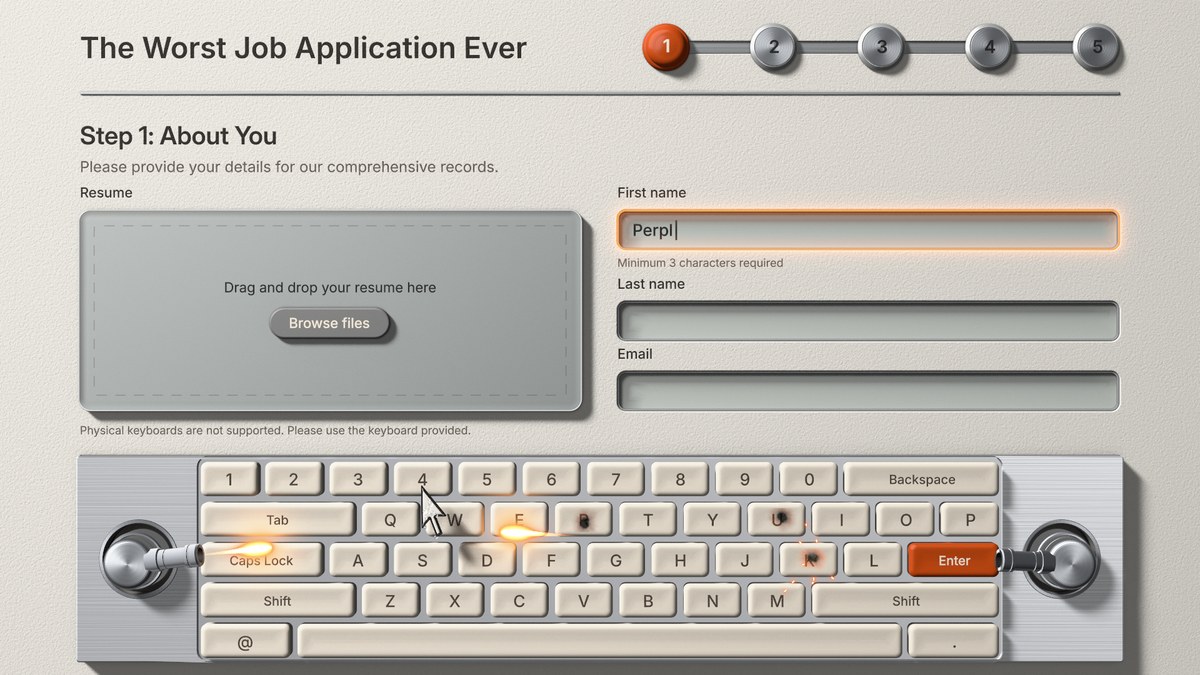 The Worst Job Application Ever
1 2 3 4 5
Step 1: About You
Please provide your details for our comprehensive records.
Resume
Drag and drop your resume here
Browse files
Physical keyboards are not supported. Please use the keyboard provided.
First name
Perpl
Minimum 3 characters required
Last name
Email
1 2 3 4 5 6 7 8 9 0 Backspace
Tab Q W E R T Y U I O P
Caps Lock A S D F G H J K L Enter
Shift Z X C V B N M Shift
@ .